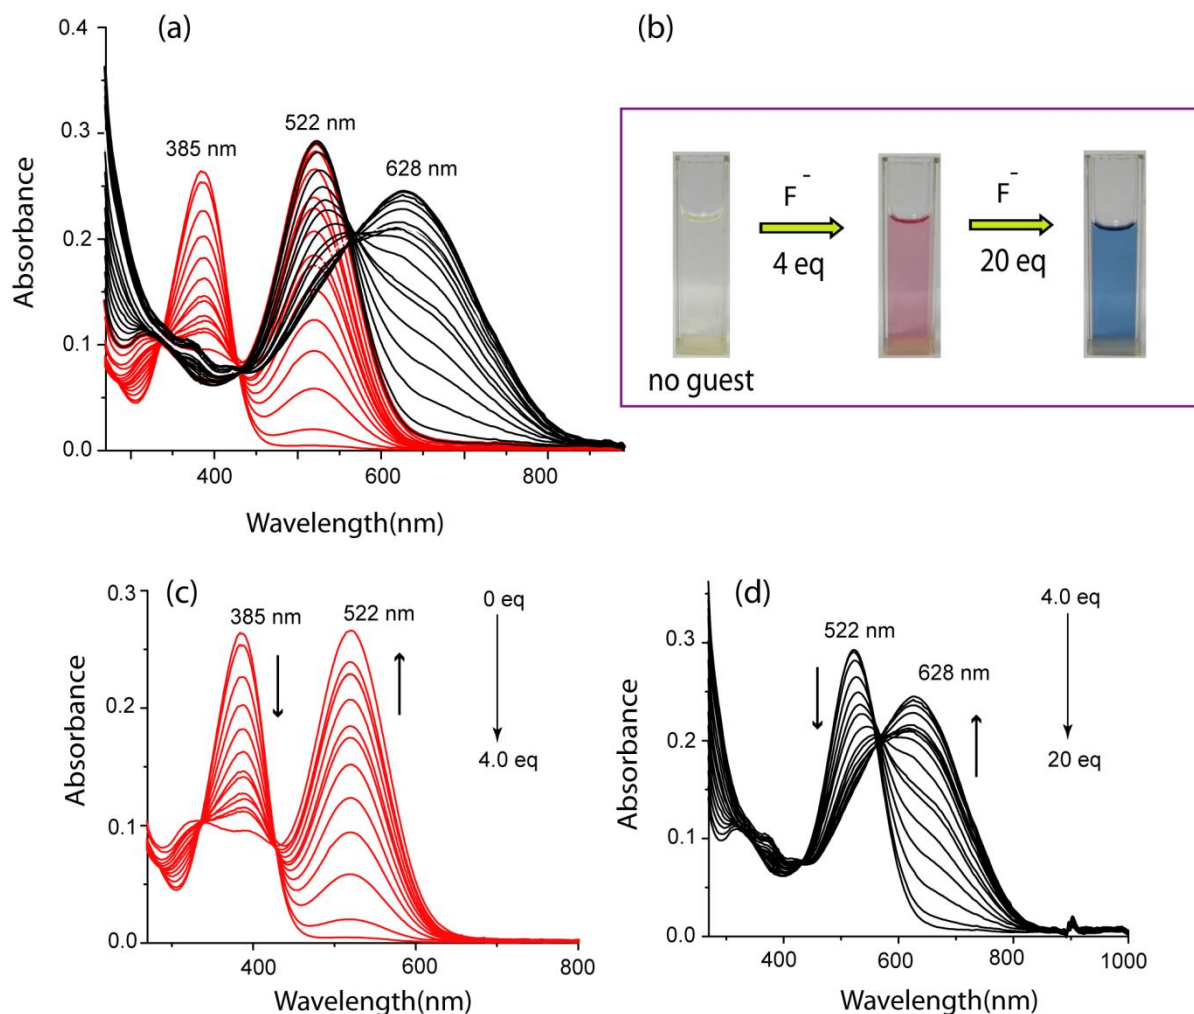 (a)
0.4
0.3
0.2
0.1
0.0
Absorbance
385 nm
522 nm
628 nm
400
600
800
Wavelength(nm)
(b)
F-
4 eq
F-
20 eq
no guest
(c)
0.3
0.2
0.1
0.0
Absorbance
385 nm
522 nm
0 eq
4.0 eq
400
600
800
Wavelength(nm)
(d)
0.3
0.2
0.1
0.0
Absorbance
522 nm
628 nm
4.0 eq
20 eq
400
600
800
1000
Wavelength(nm)